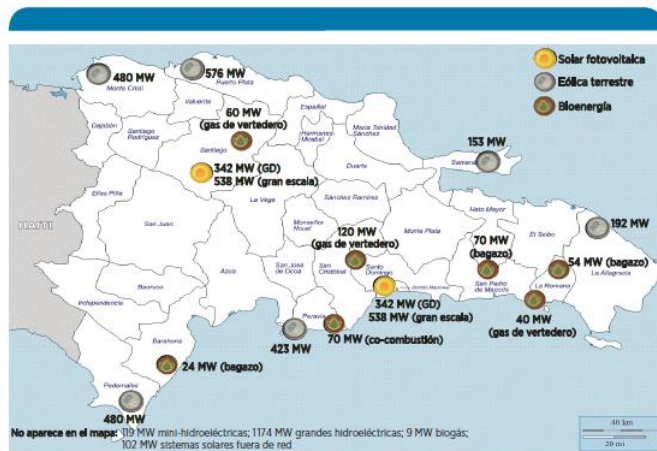 Solar fotovoltaica
Eólica terrestre
Bioenergía
480 MW
Monte Cristi
576 MW
Puerto Plata
Valverde
Espaillat
60 MW
(gas de vertedero)
Dajabón
Santiago
Rodríguez
Santiago
Hermanas
Mirabal
María Trinidad
Sánchez
153 MW
Samaná
342 MW (GD)
538 MW (gran escala)
Duarte
Elías Piña
La Vega
Sánchez Ramírez
HAITI
San Juan
Monseñor
Nouel
120 MW
(gas de vertedero)
Monte Plata
Hato Mayor
El Seibo
192 MW
70 MW
(bagazo)
54 MW (bagazo)
La Altagracia
Azua
San José
de Ocoa
San
Cristóbal
Santo
Domingo
Distrito Nacional
San Pedro
de Macorís
La Romana
Baoruco
Independencia
342 MW (GD)
538 MW (gran escala)
40 MW
(gas de vertedero)
Peravia
423 MW
70 MW (co-combustión)
Barahona
24 MW (bagazo)
Pedernales
480 MW
No aparece en el mapa: 119 MW mini-hidroeléctricas; 1174 MW grandes hidroeléctricas; 9 MW biogás;
102 MW sistemas solares fuera de red
40 km
20 mi